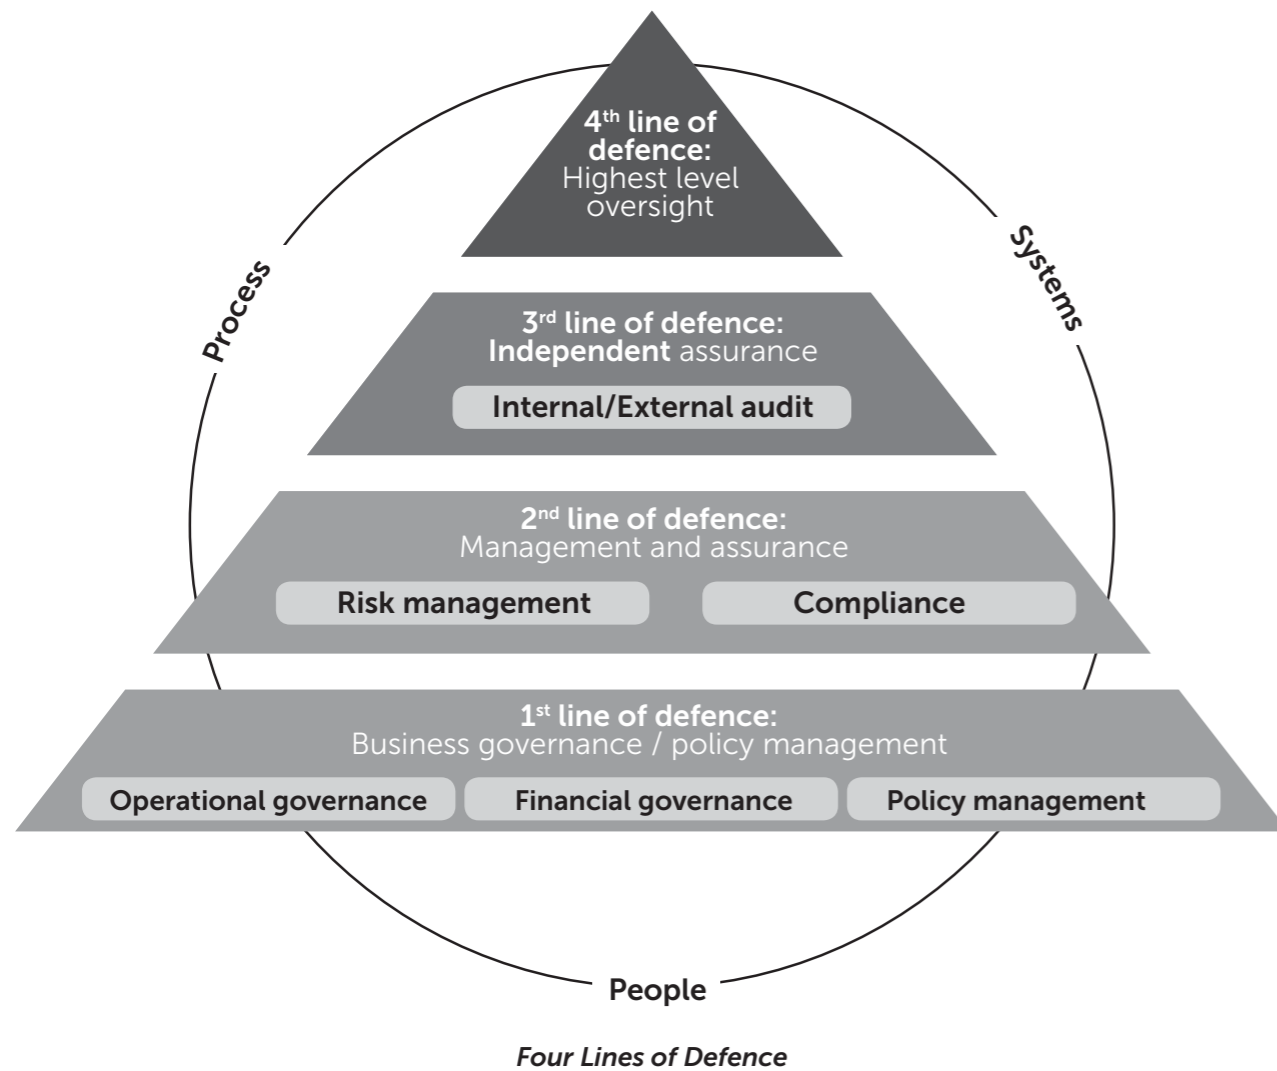 4th line of
defence:
Highest level
oversight
Process
Systems
3rd line of defence:
Independent assurance
Internal/External audit
2nd line of defence:
Management and assurance
Risk management
Compliance
1st line of defence:
Business governance / policy management
Operational governance
Financial governance
Policy management
People
Four Lines of Defence